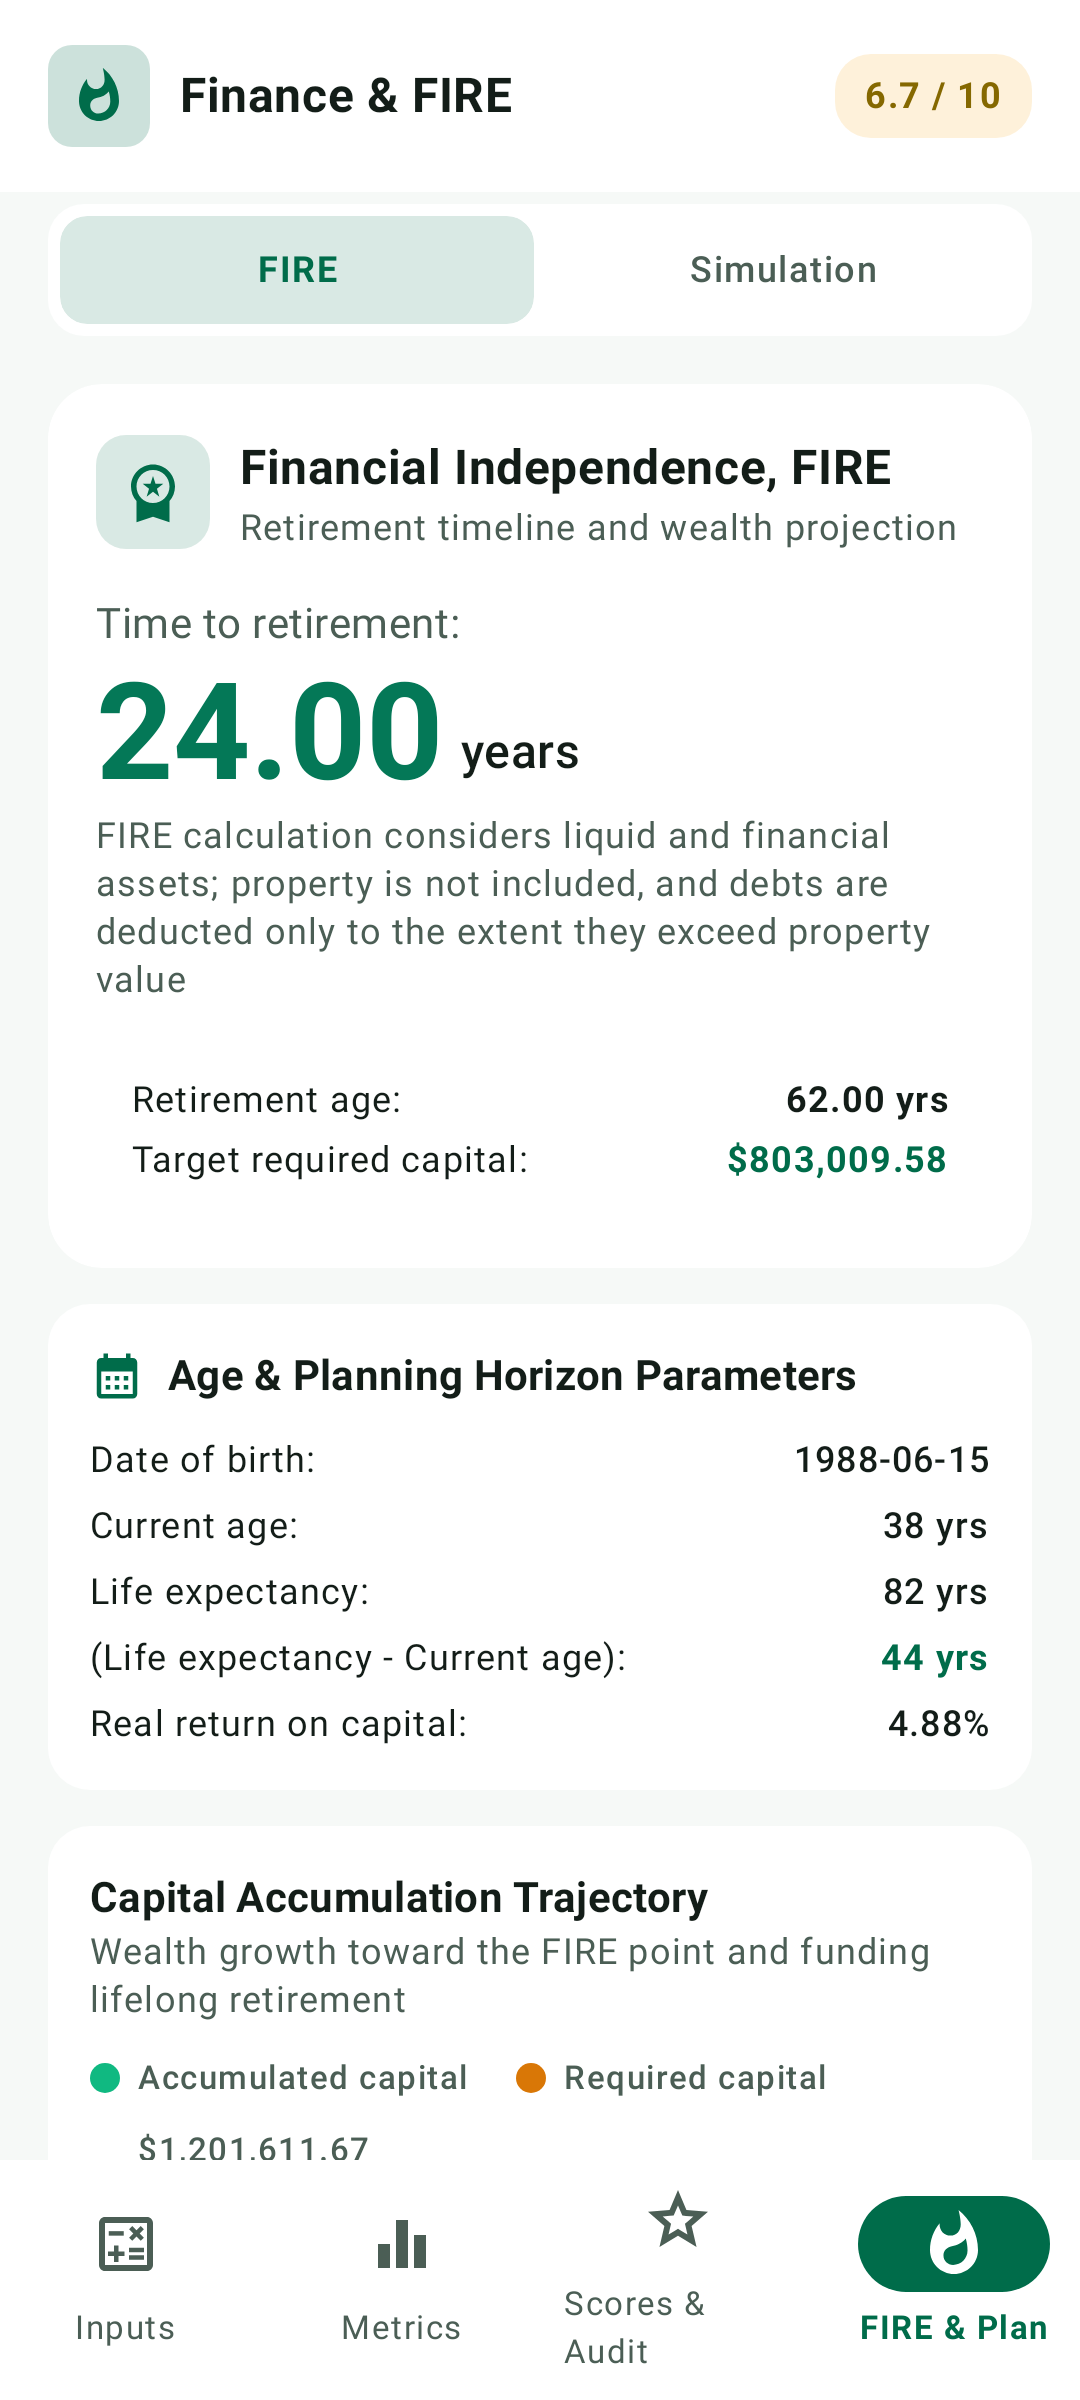 Finance & FIRE
6.7 / 10
FIRE
Simulation
Financial Independence, FIRE
Retirement timeline and wealth projection
Time to retirement:
24.00 years
FIRE calculation considers liquid and financial
assets; property is not included, and debts are
deducted only to the extent they exceed property
value
Retirement age: 62.00 yrs
Target required capital: $803,009.58
Age & Planning Horizon Parameters
Date of birth: 1988-06-15
Current age: 38 yrs
Life expectancy: 82 yrs
(Life expectancy - Current age): 44 yrs
Real return on capital: 4.88%
Capital Accumulation Trajectory
Wealth growth toward the FIRE point and funding
lifelong retirement
Accumulated capital
Required capital
$1,201,611.67
Inputs
Metrics
Scores &
Audit
FIRE & Plan